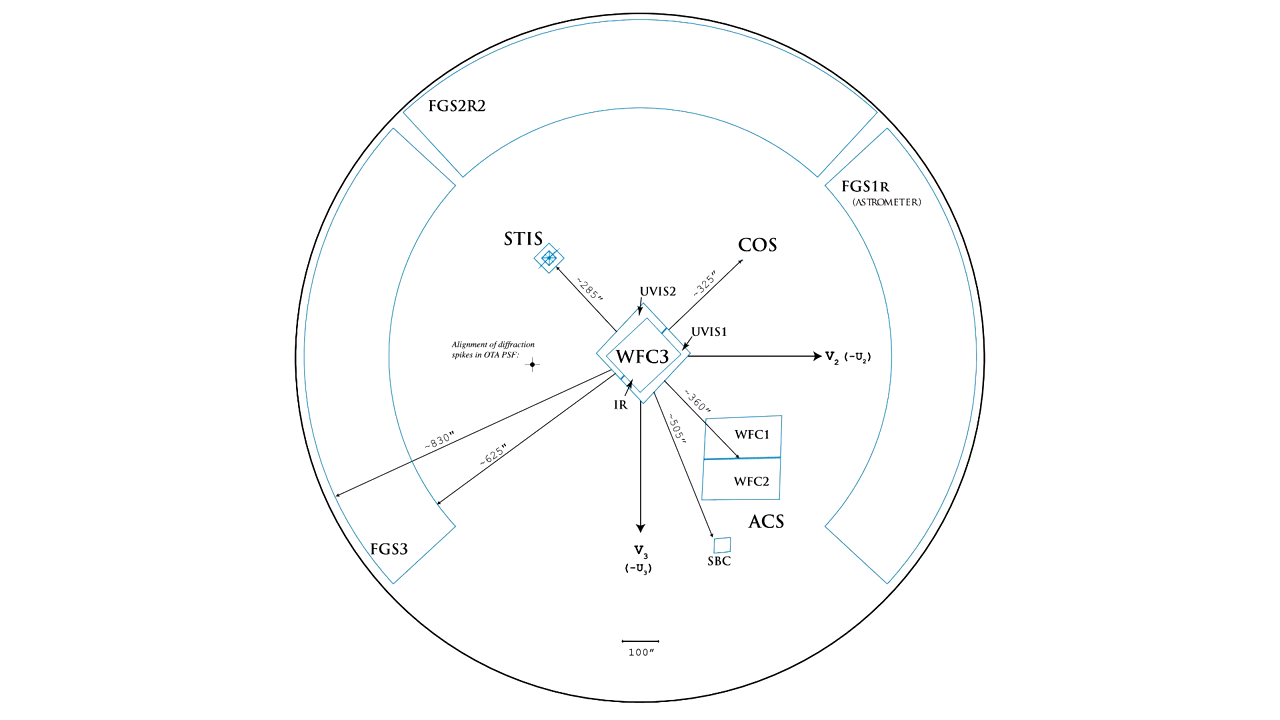 FGS2R2
FGS1R
(ASTROMETER)
STIS
COS
~285″
~325″
UVIS2
UVIS1
Alignment of diffraction
spikes in OTA PSF:
WFC3
V2 (-U2)
IR
~360″
~505″
~830″
~625″
WFC1
WFC2
ACS
FGS3
V3
(-U3)
SBC
100″